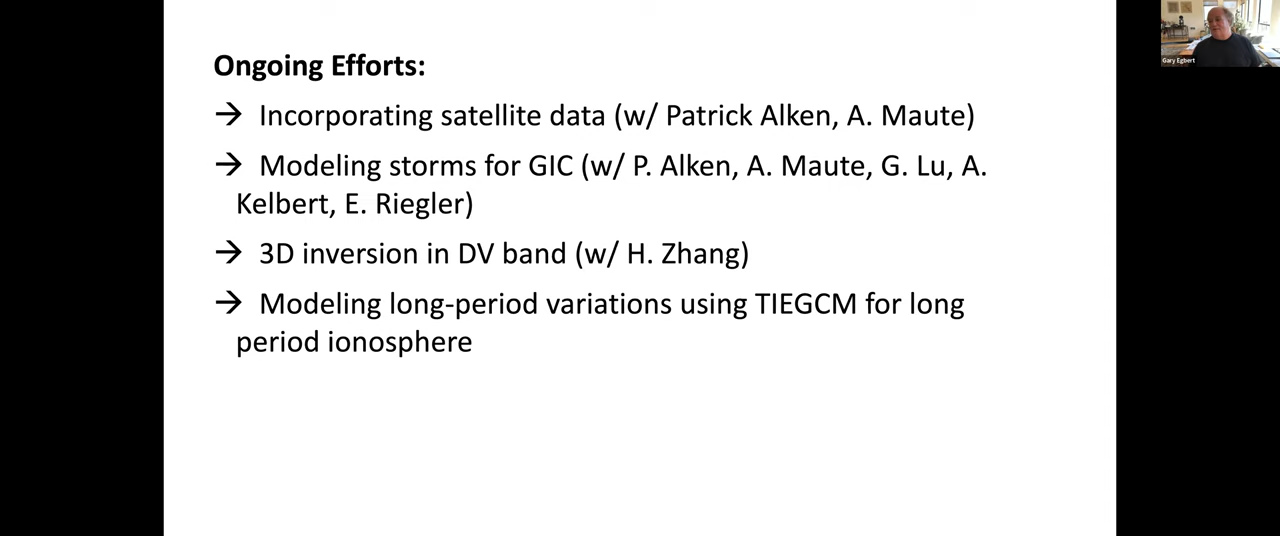 Ongoing Efforts:
→ Incorporating satellite data (w/ Patrick Alken, A. Maute)
→ Modeling storms for GIC (w/ P. Alken, A. Maute, G. Lu, A.
Kelbert, E. Riegler)
→ 3D inversion in DV band (w/ H. Zhang)
→ Modeling long-period variations using TIEGCM for long
period ionosphere
Gary Egbert